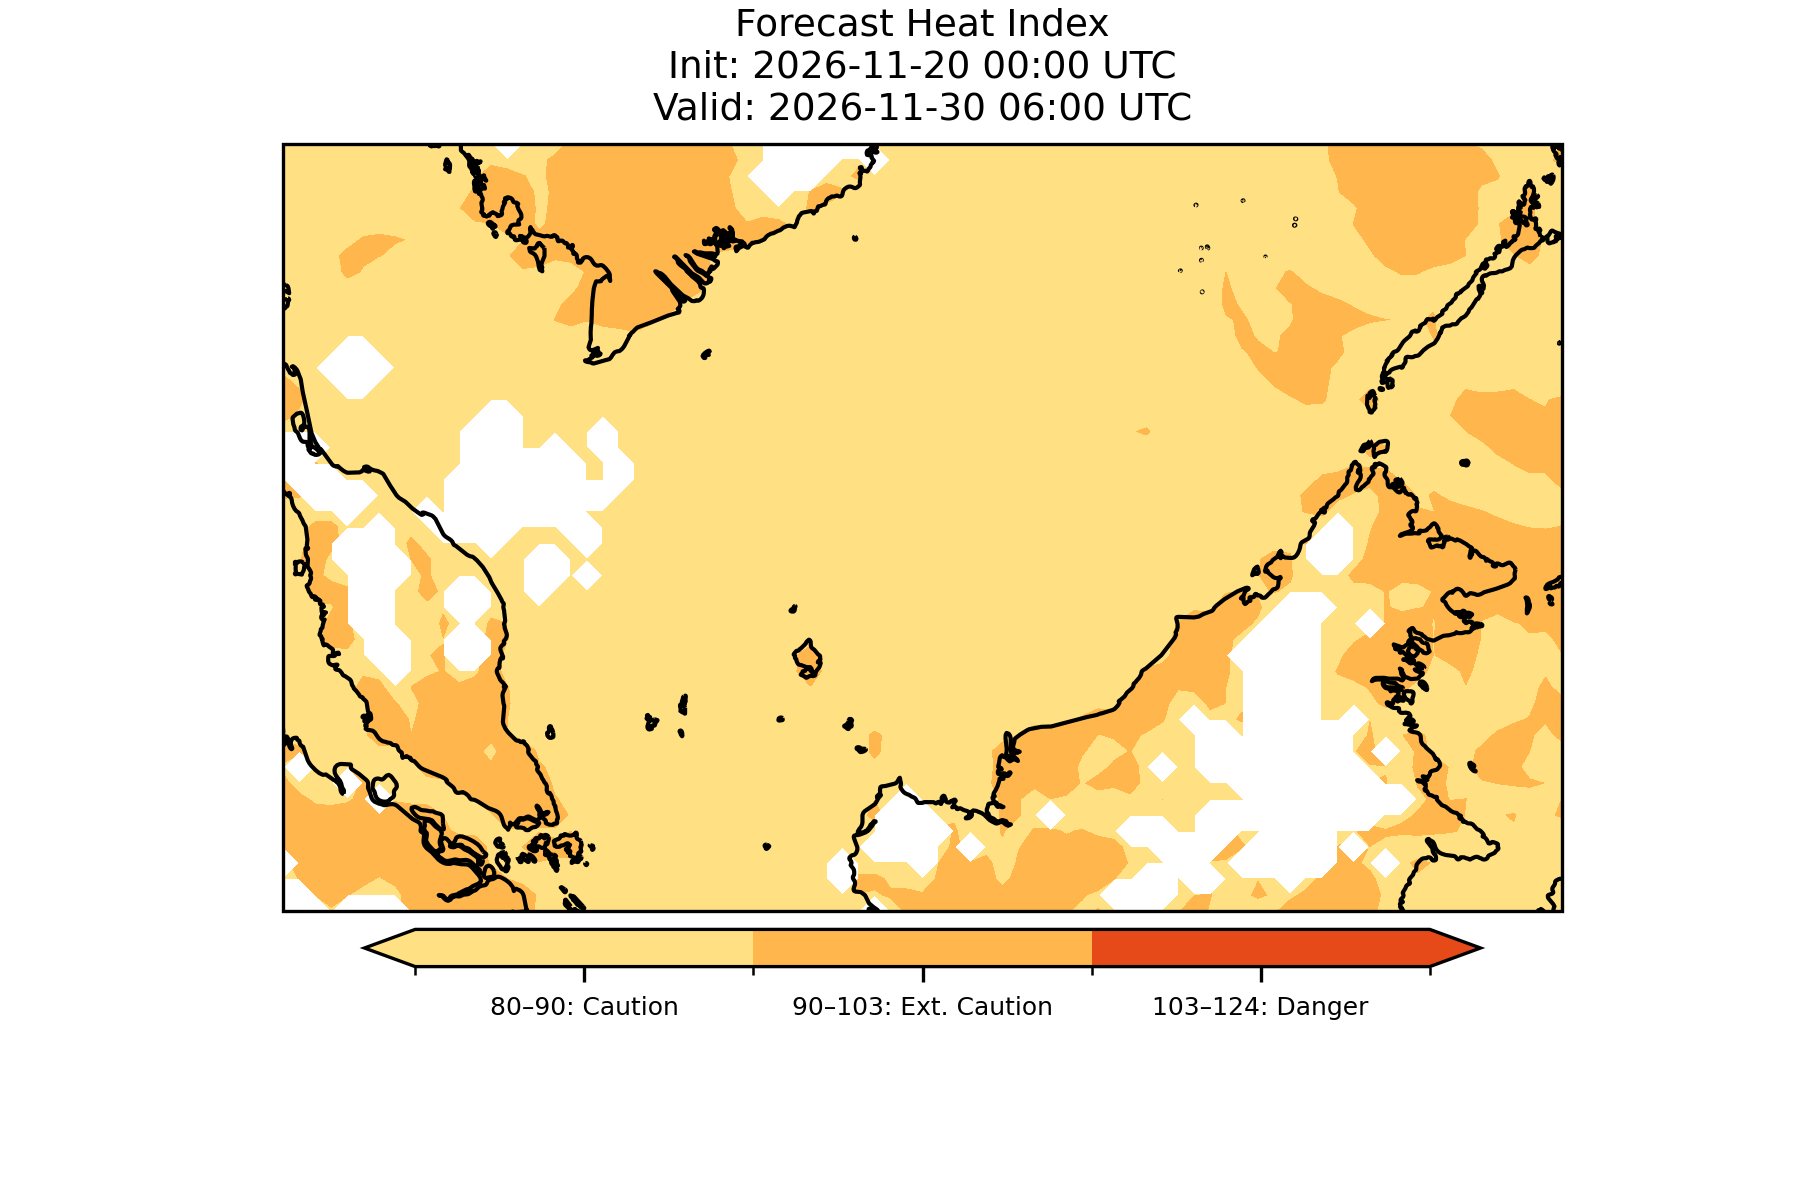 Forecast Heat Index
Init: 2026-11-20 00:00 UTC
Valid: 2026-11-30 06:00 UTC
80–90: Caution
90–103: Ext. Caution
103–124: Danger